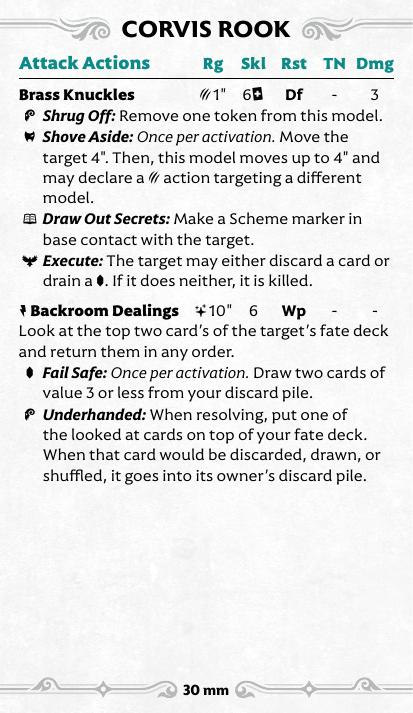 CORVIS ROOK
Attack Actions Rg Skl Rst TN Dmg
Brass Knuckles 1" 6 Df - 3
Shrug Off: Remove one token from this model.
Shove Aside: Once per activation. Move the
target 4". Then, this model moves up to 4" and
may declare a action targeting a different
model.
Draw Out Secrets: Make a Scheme marker in
base contact with the target.
Execute: The target may either discard a card or
drain a . If it does neither, it is killed.
Backroom Dealings 10" 6 Wp - -
Look at the top two card's of the target's fate deck
and return them in any order.
Fail Safe: Once per activation. Draw two cards of
value 3 or less from your discard pile.
Underhanded: When resolving, put one of
the looked at cards on top of your fate deck.
When that card would be discarded, drawn, or
shuffled, it goes into its owner's discard pile.
30 mm